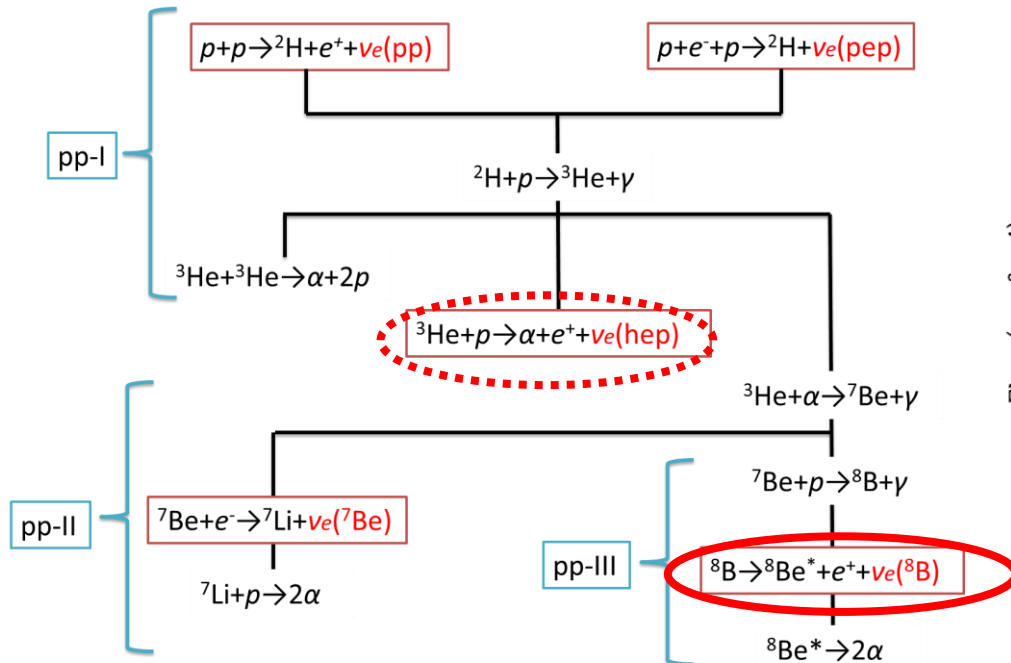 p+p→²H+e⁺+νe(pp)
p+e⁻+p→²H+νe(pep)
pp-I
²H+p→³He+γ
³He+³He→α+2p
³He+p→α+e⁺+νe(hep)
³He+α→⁷Be+γ
⁷Be+p→⁸B+γ
pp-II
⁷Be+e⁻→⁷Li+νe(⁷Be)
pp-III
⁸B→⁸Be*+e⁺+νe(⁸B)
⁷Li+p→2α
⁸Be*→2α